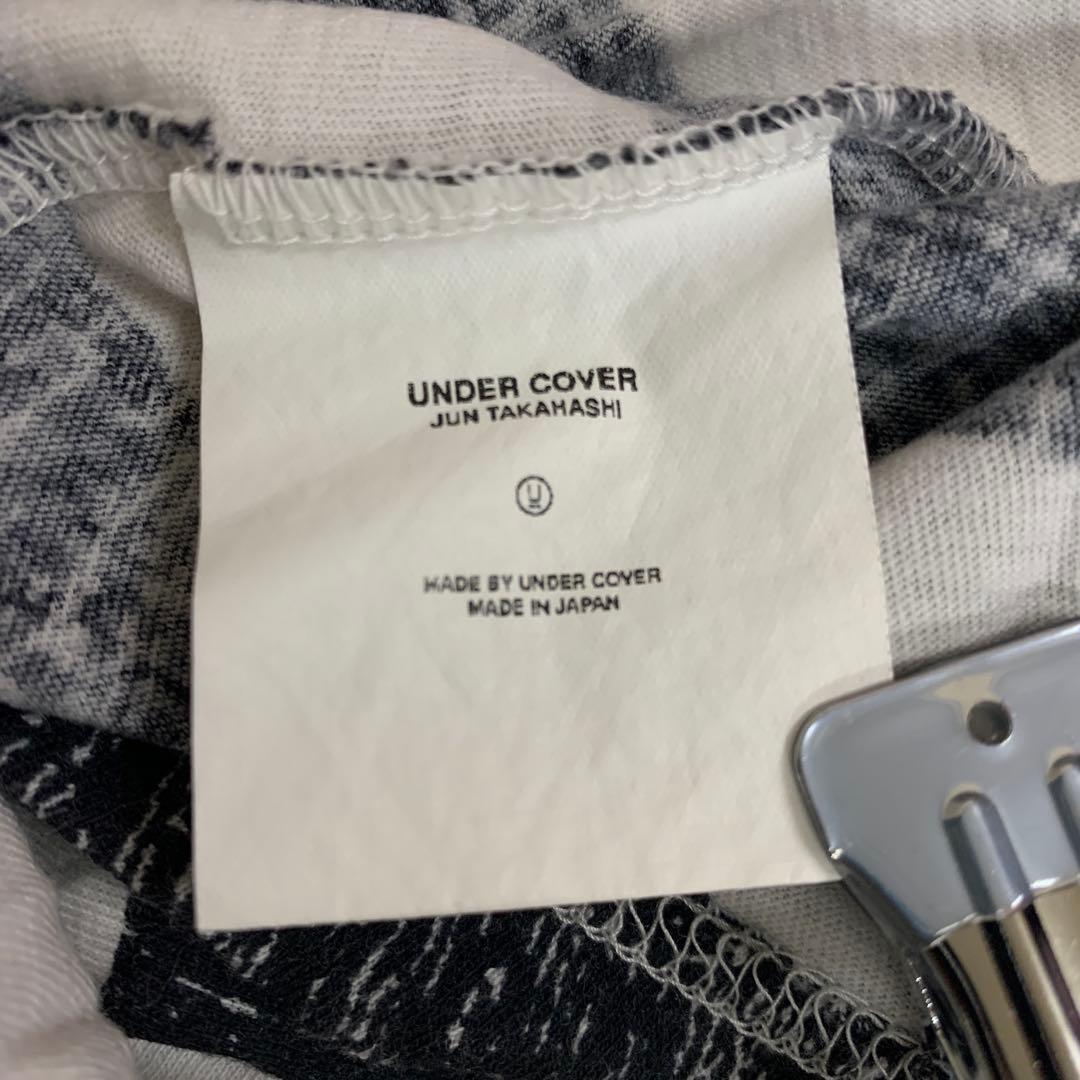 UNDER COVER
JUN TAKAHASHI
U
MADE BY UNDER COVER
MADE IN JAPAN